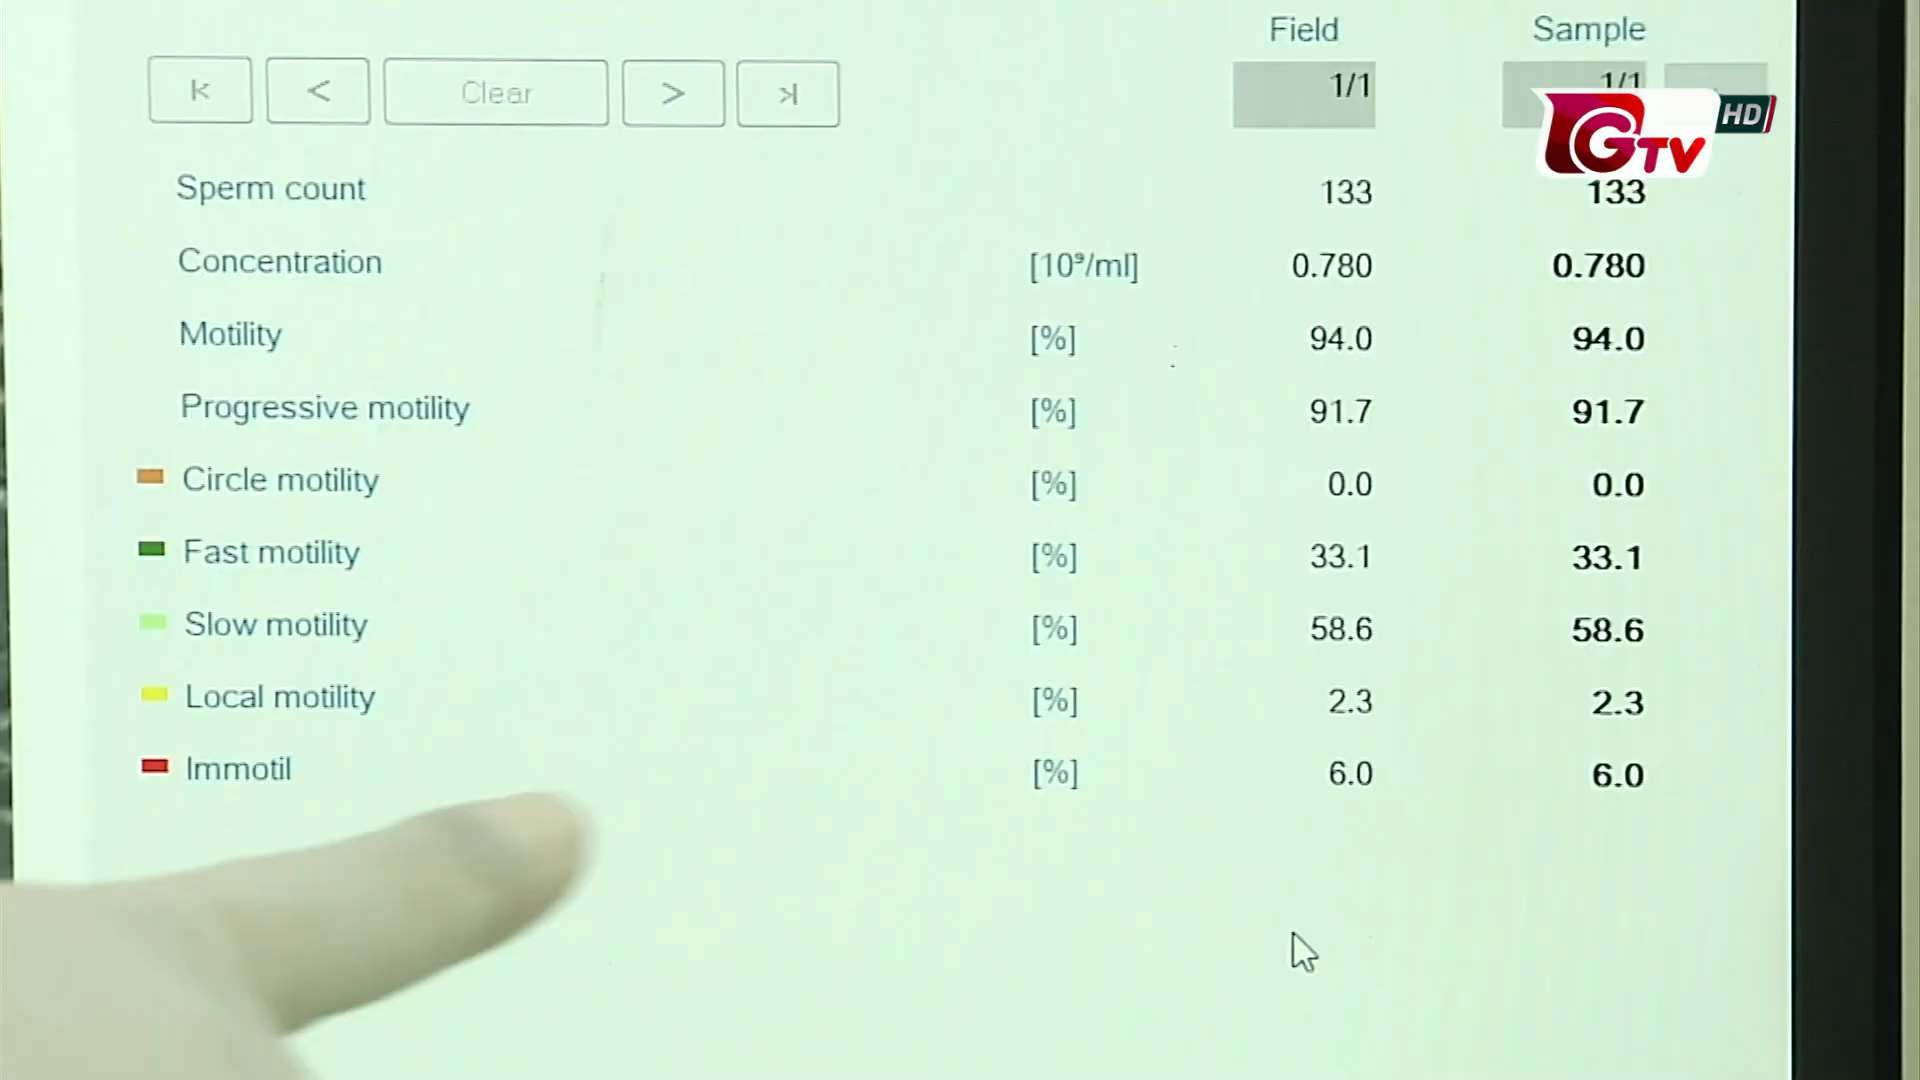 Field Sample
|< < Clear > >| 1/1 1/1
GTV HD
Sperm count 133 133
Concentration [10⁹/ml] 0.780 0.780
Motility [%] 94.0 94.0
Progressive motility [%] 91.7 91.7
Circle motility [%] 0.0 0.0
Fast motility [%] 33.1 33.1
Slow motility [%] 58.6 58.6
Local motility [%] 2.3 2.3
Immotil [%] 6.0 6.0